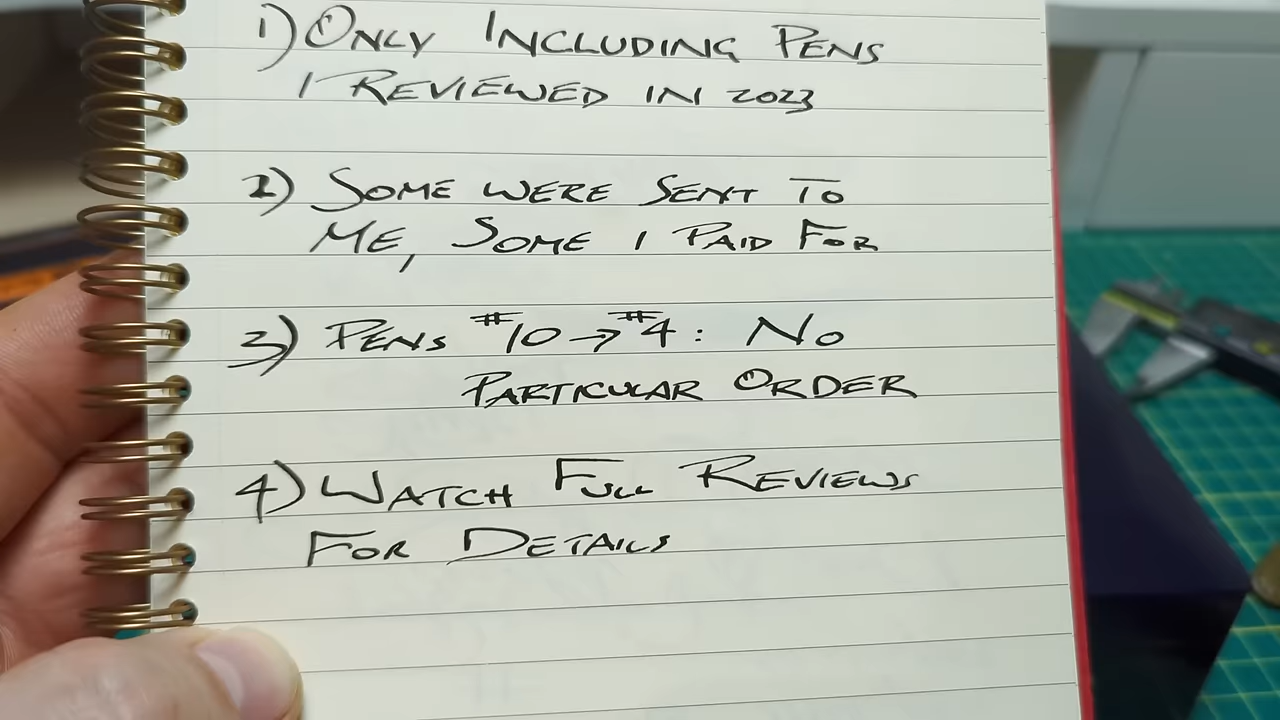 1) ONLY INCLUDING PENS
I REVIEWED IN 2023
2) SOME WERE SENT TO
ME, SOME I PAID FOR
3) PENS #10 → #4: NO
PARTICULAR ORDER
4) WATCH FULL REVIEWS
FOR DETAILS